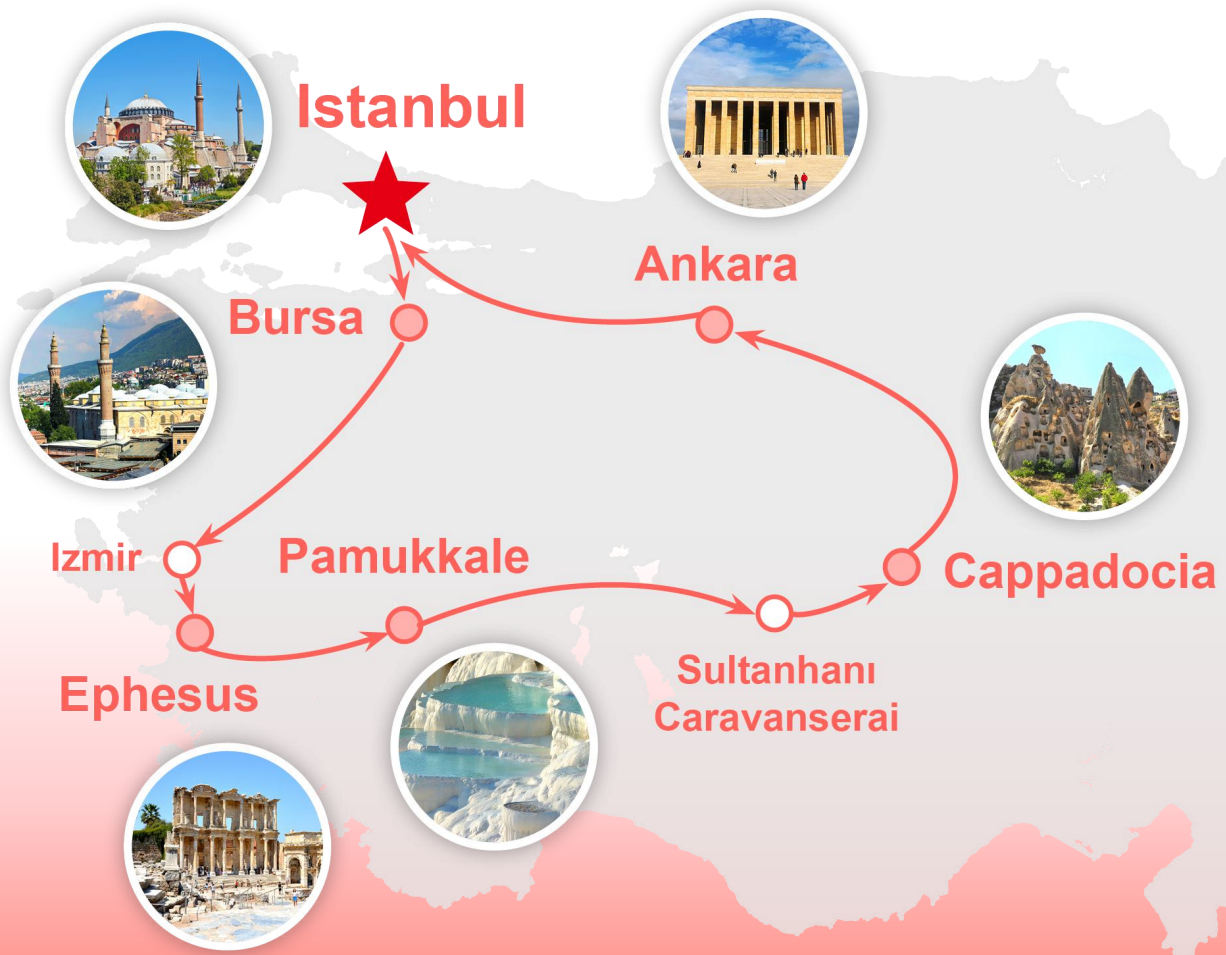 Istanbul
Ankara
Bursa
Izmir
Pamukkale
Cappadocia
Ephesus
Sultanhanı
Caravanserai